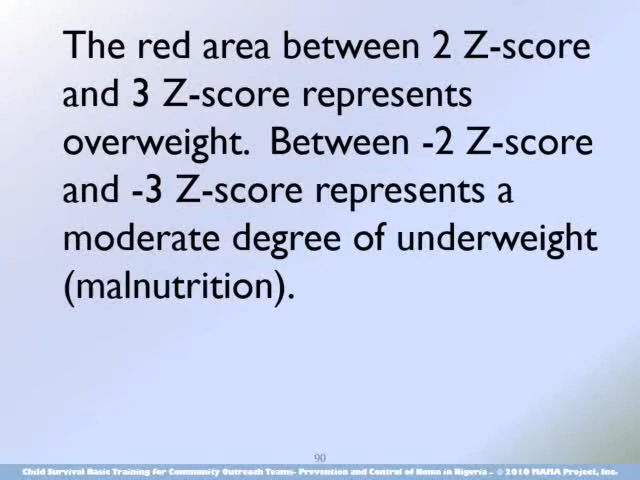 The red area between 2 Z-score
and 3 Z-score represents
overweight.  Between -2 Z-score
and -3 Z-score represents a
moderate degree of underweight
(malnutrition).
90
Child Survival Basic Training for Community Outreach Teams- Prevention and Control of Noma in Nigeria - © 2010 MAMA Project, Inc.